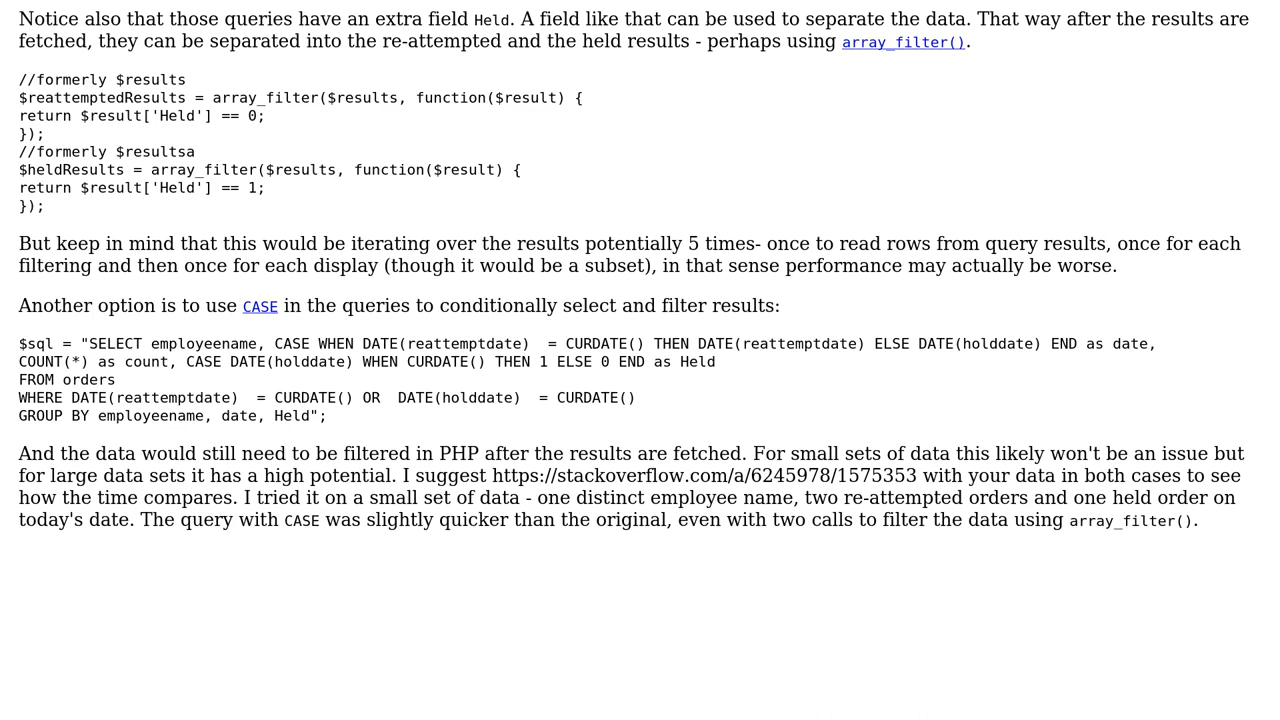 Notice also that those queries have an extra field Held. A field like that can be used to separate the data. That way after the results are
fetched, they can be separated into the re-attempted and the held results - perhaps using array_filter().
//formerly $results
$reattemptedResults = array_filter($results, function($result) {
return $result['Held'] == 0;
});
//formerly $resultsa
$heldResults = array_filter($results, function($result) {
return $result['Held'] == 1;
});
But keep in mind that this would be iterating over the results potentially 5 times- once to read rows from query results, once for each
filtering and then once for each display (though it would be a subset), in that sense performance may actually be worse.
Another option is to use CASE in the queries to conditionally select and filter results:
$sql = "SELECT employeename, CASE WHEN DATE(reattemptdate)  = CURDATE() THEN DATE(reattemptdate) ELSE DATE(holddate) END as date,
COUNT(*) as count, CASE DATE(holddate) WHEN CURDATE() THEN 1 ELSE 0 END as Held
FROM orders
WHERE DATE(reattemptdate)  = CURDATE() OR  DATE(holddate)  = CURDATE()
GROUP BY employeename, date, Held";
And the data would still need to be filtered in PHP after the results are fetched. For small sets of data this likely won't be an issue but
for large data sets it has a high potential. I suggest https://stackoverflow.com/a/6245978/1575353 with your data in both cases to see
how the time compares. I tried it on a small set of data - one distinct employee name, two re-attempted orders and one held order on
today's date. The query with CASE was slightly quicker than the original, even with two calls to filter the data using array_filter().